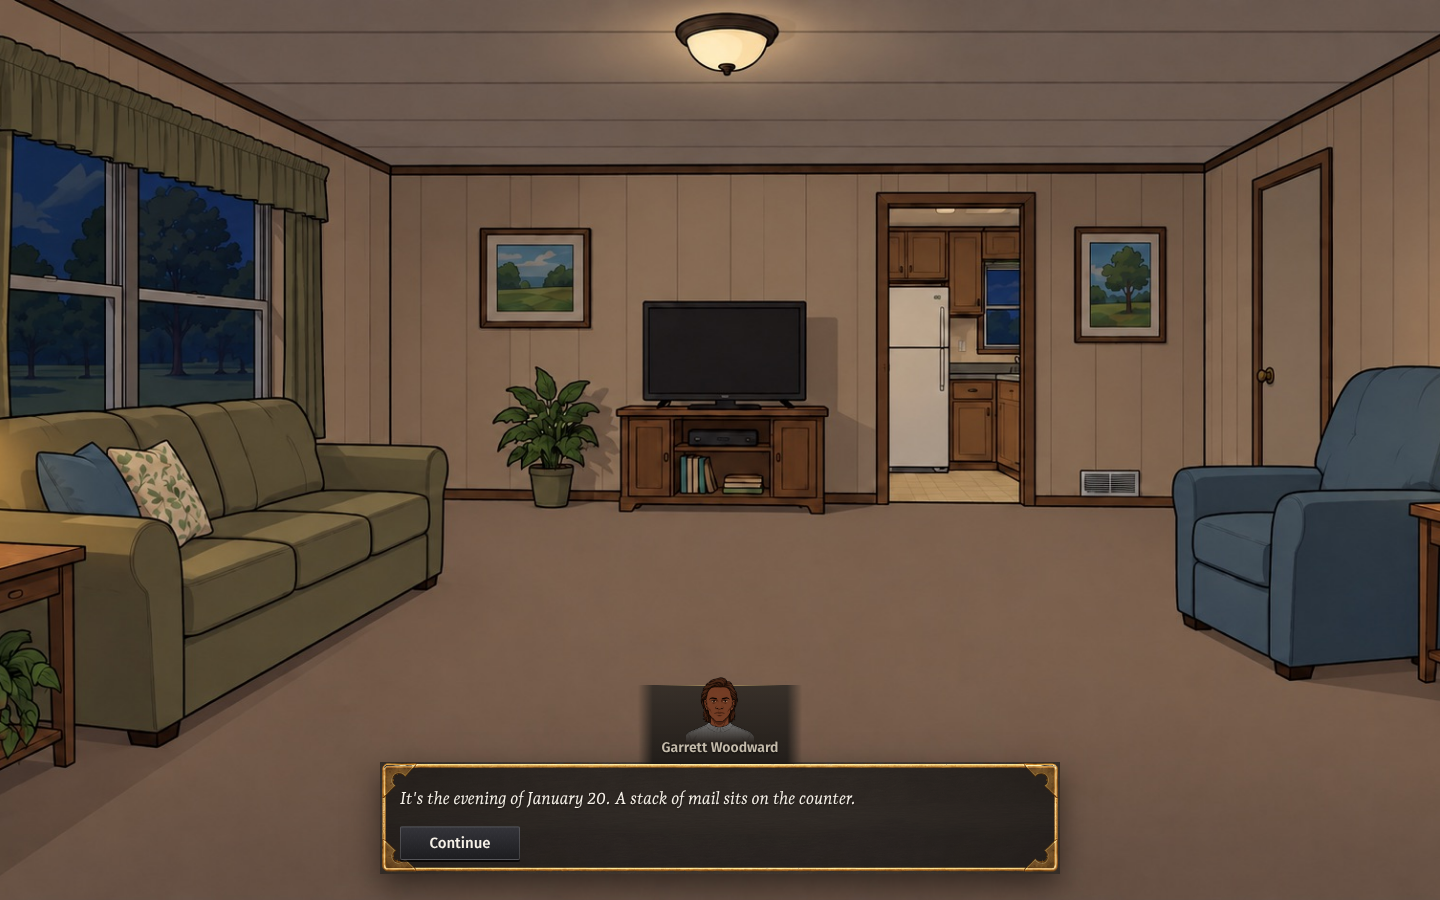 Garrett Woodward
It's the evening of January 20. A stack of mail sits on the counter.
Continue